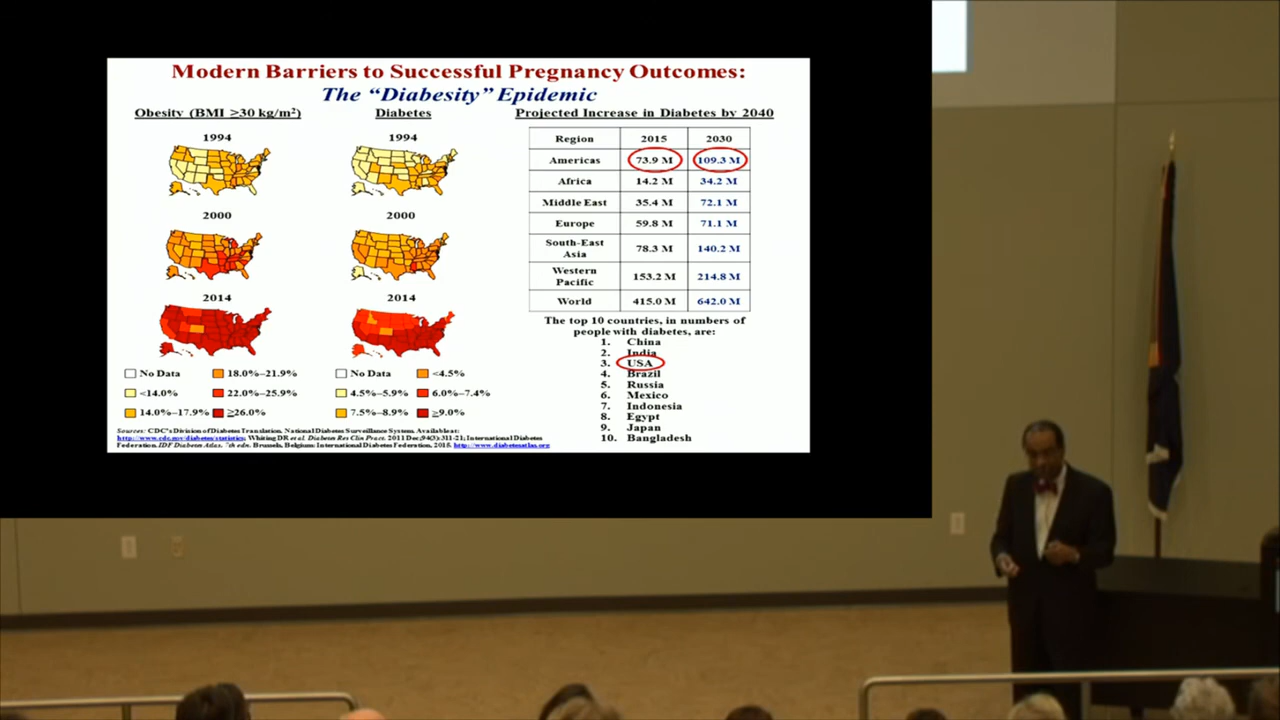 Modern Barriers to Successful Pregnancy Outcomes:
The “Diabesity” Epidemic
Obesity (BMI ≥30 kg/m²)
1994
2000
2014
No Data
18.0%–21.9%
<14.0%
22.0%–25.9%
14.0%–17.9%
≥26.0%
Diabetes
1994
2000
2014
No Data
<4.5%
4.5%–5.9%
6.0%–7.4%
7.5%–8.9%
≥9.0%
Projected Increase in Diabetes by 2040
Region 2015 2030
Americas 73.9 M 109.3 M
Africa 14.2 M 34.2 M
Middle East 35.4 M 72.1 M
Europe 59.8 M 71.1 M
South-East
Asia 78.3 M 140.2 M
Western
Pacific 153.2 M 214.8 M
World 415.0 M 642.0 M
The top 10 countries, in numbers of
people with diabetes, are:
1. China
2. India
3. USA
4. Brazil
5. Russia
6. Mexico
7. Indonesia
8. Egypt
9. Japan
10. Bangladesh
Sources: CDC’s Division of Diabetes Translation. National Diabetes Surveillance System. Available at:
http://www.cdc.gov/diabetes/statistics; Whiting DR et al. Diabetes Res Clin Pract. 2011 Dec;94(3):311-21; International Diabetes
Federation. IDF Diabetes Atlas, 7th edn. Brussels, Belgium: International Diabetes Federation, 2015. http://www.diabetesatlas.org